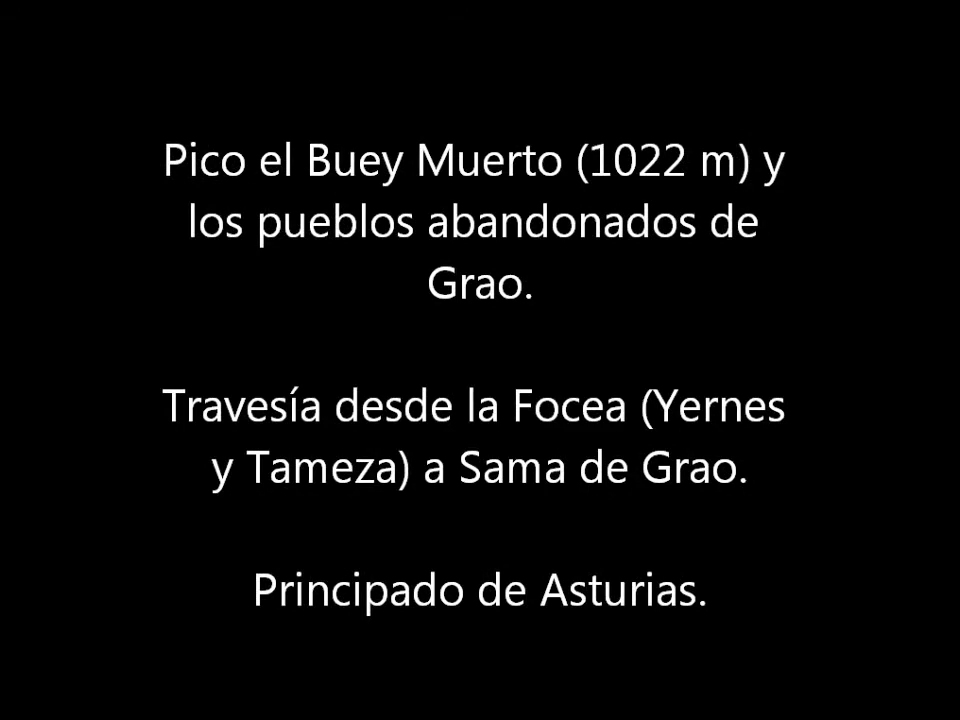 Pico el Buey Muerto (1022 m) y
los pueblos abandonados de
Grao.
Travesía desde la Focea (Yernes
y Tameza) a Sama de Grao.
Principado de Asturias.